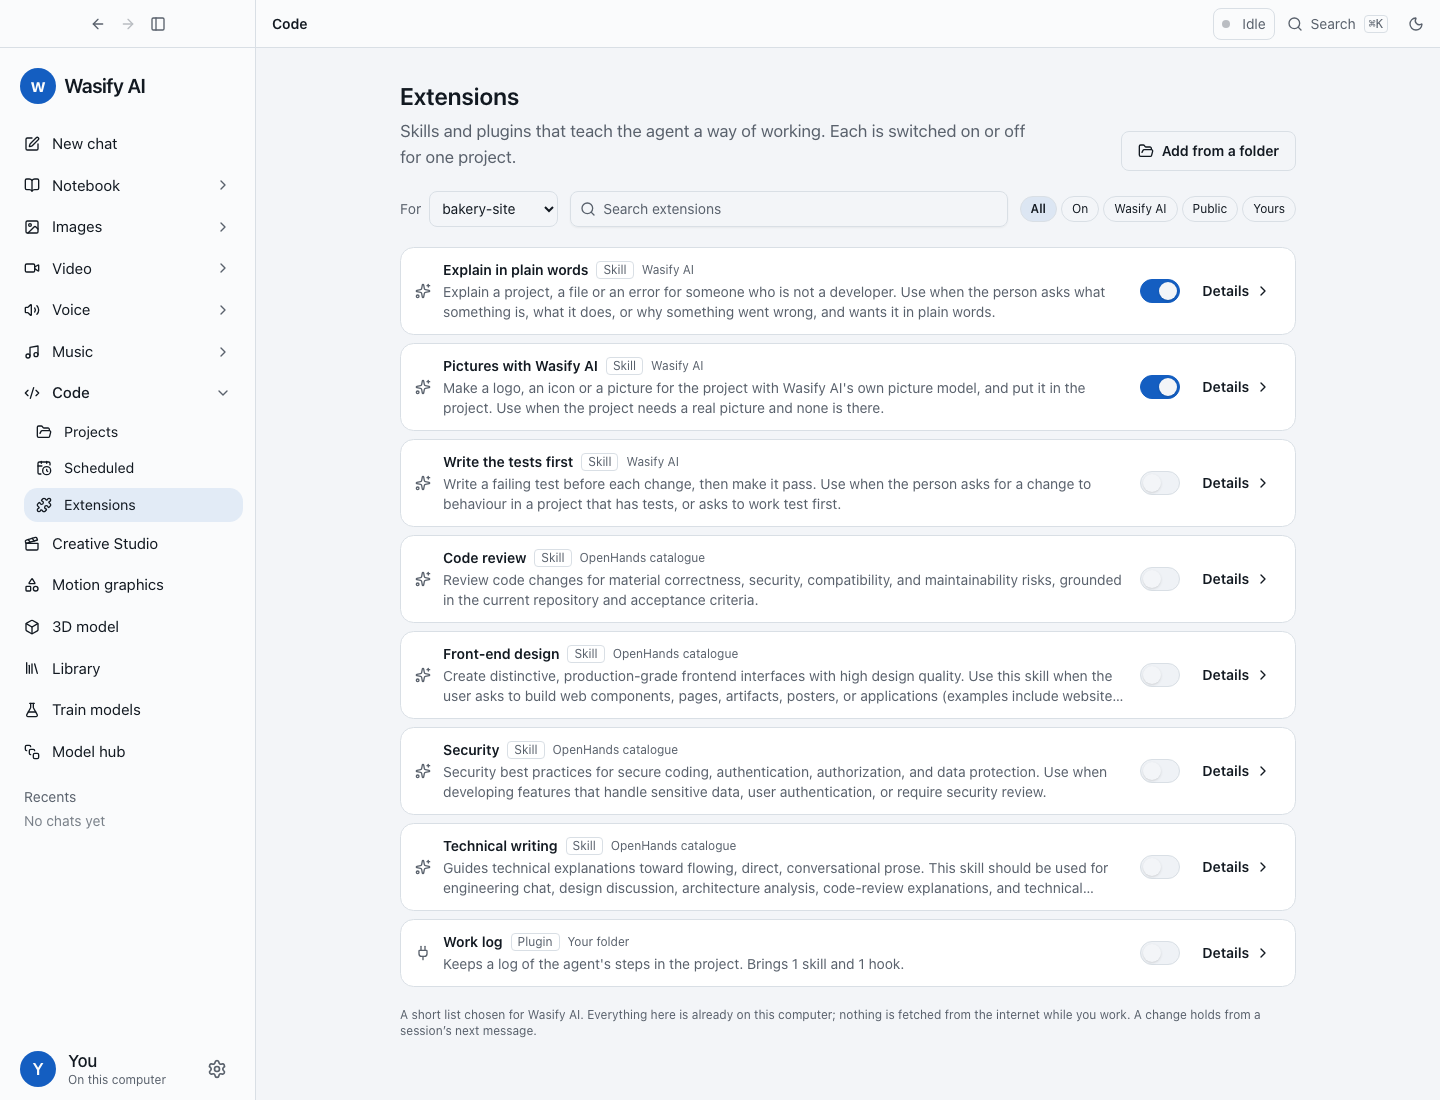 Code
Idle
Search ⌘K
W Wasify AI
New chat
Notebook
Images
Video
Voice
Music
Code
Projects
Scheduled
Extensions
Creative Studio
Motion graphics
3D model
Library
Train models
Model hub
Recents
No chats yet
Y You
On this computer
Extensions
Skills and plugins that teach the agent a way of working. Each is switched on or off
for one project.
Add from a folder
For bakery-site Search extensions All On Wasify AI Public Yours
Explain in plain words Skill Wasify AI
Explain a project, a file or an error for someone who is not a developer. Use when the person asks what
something is, what it does, or why something went wrong, and wants it in plain words.
Details
Pictures with Wasify AI Skill Wasify AI
Make a logo, an icon or a picture for the project with Wasify AI's own picture model, and put it in the
project. Use when the project needs a real picture and none is there.
Details
Write the tests first Skill Wasify AI
Write a failing test before each change, then make it pass. Use when the person asks for a change to
behaviour in a project that has tests, or asks to work test first.
Details
Code review Skill OpenHands catalogue
Review code changes for material correctness, security, compatibility, and maintainability risks, grounded
in the current repository and acceptance criteria.
Details
Front-end design Skill OpenHands catalogue
Create distinctive, production-grade frontend interfaces with high design quality. Use this skill when the
user asks to build web components, pages, artifacts, posters, or applications (examples include website...
Details
Security Skill OpenHands catalogue
Security best practices for secure coding, authentication, authorization, and data protection. Use when
developing features that handle sensitive data, user authentication, or require security review.
Details
Technical writing Skill OpenHands catalogue
Guides technical explanations toward flowing, direct, conversational prose. This skill should be used for
engineering chat, design discussion, architecture analysis, code-review explanations, and technical...
Details
Work log Plugin Your folder
Keeps a log of the agent's steps in the project. Brings 1 skill and 1 hook.
Details
A short list chosen for Wasify AI. Everything here is already on this computer; nothing is fetched from the internet while you work. A change holds from a
session's next message.